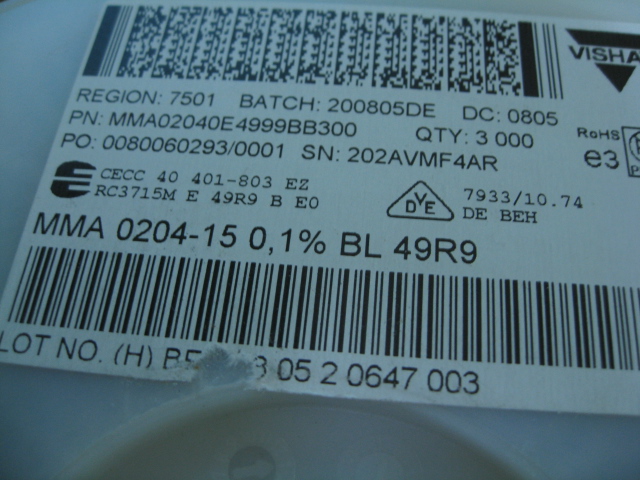 REGION: 7501 BATCH: 200805DE DC: 0805
PN: MMA02040E4999BB300 QTY: 3 000
PO: 0080060293/0001 SN: 202AVMF4AR
VISHA
RoHS
e3
CECC 40 401-803 EZ
RC3715M E 49R9 B E0
DVE
7933/10.74
DE BEH
MMA 0204-15 0,1% BL 49R9
LOT NO. (H) 05 2 0647 003